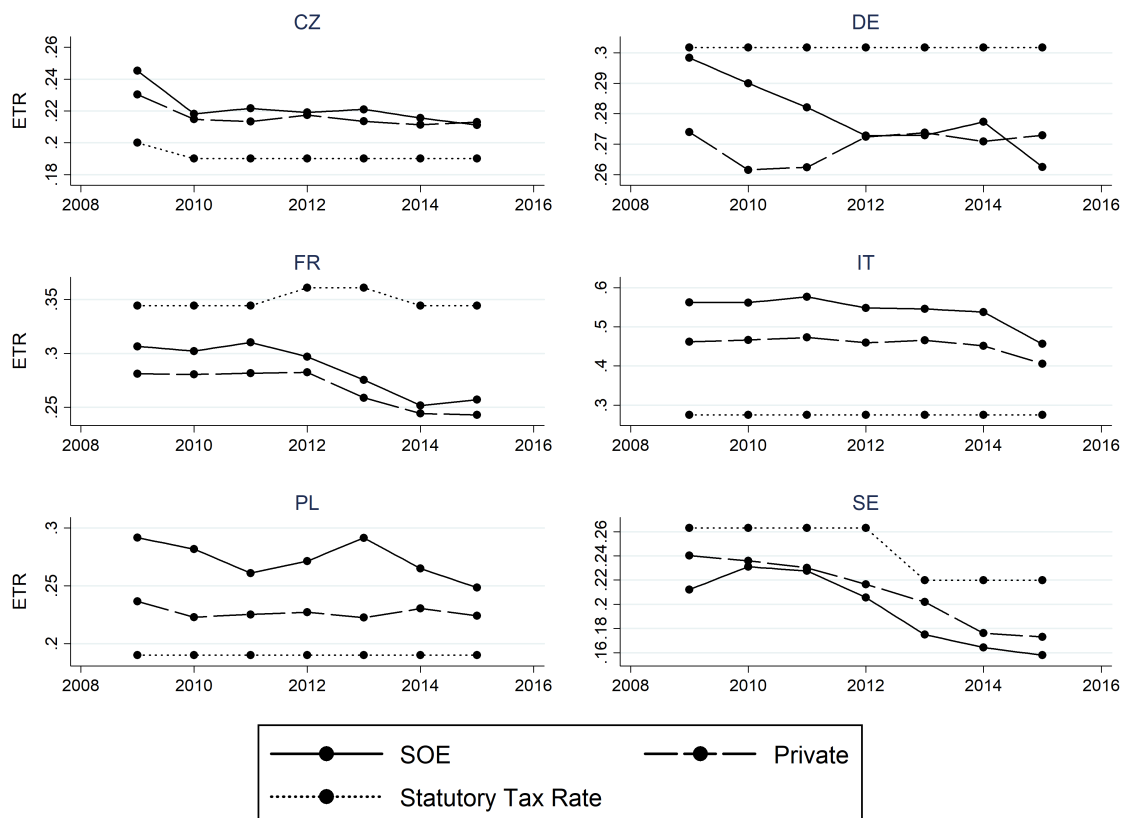 CZ
ETR
.18 .2 .22 .24 .26
2008 2010 2012 2014 2016
DE
.26 .27 .28 .29 .3
2008 2010 2012 2014 2016
FR
ETR
.25 .3 .35
2008 2010 2012 2014 2016
IT
.3 .4 .5 .6
2008 2010 2012 2014 2016
PL
ETR
.2 .25 .3
2008 2010 2012 2014 2016
SE
.16 .18 .2 .22 .24 .26
2008 2010 2012 2014 2016
SOE Private
Statutory Tax Rate